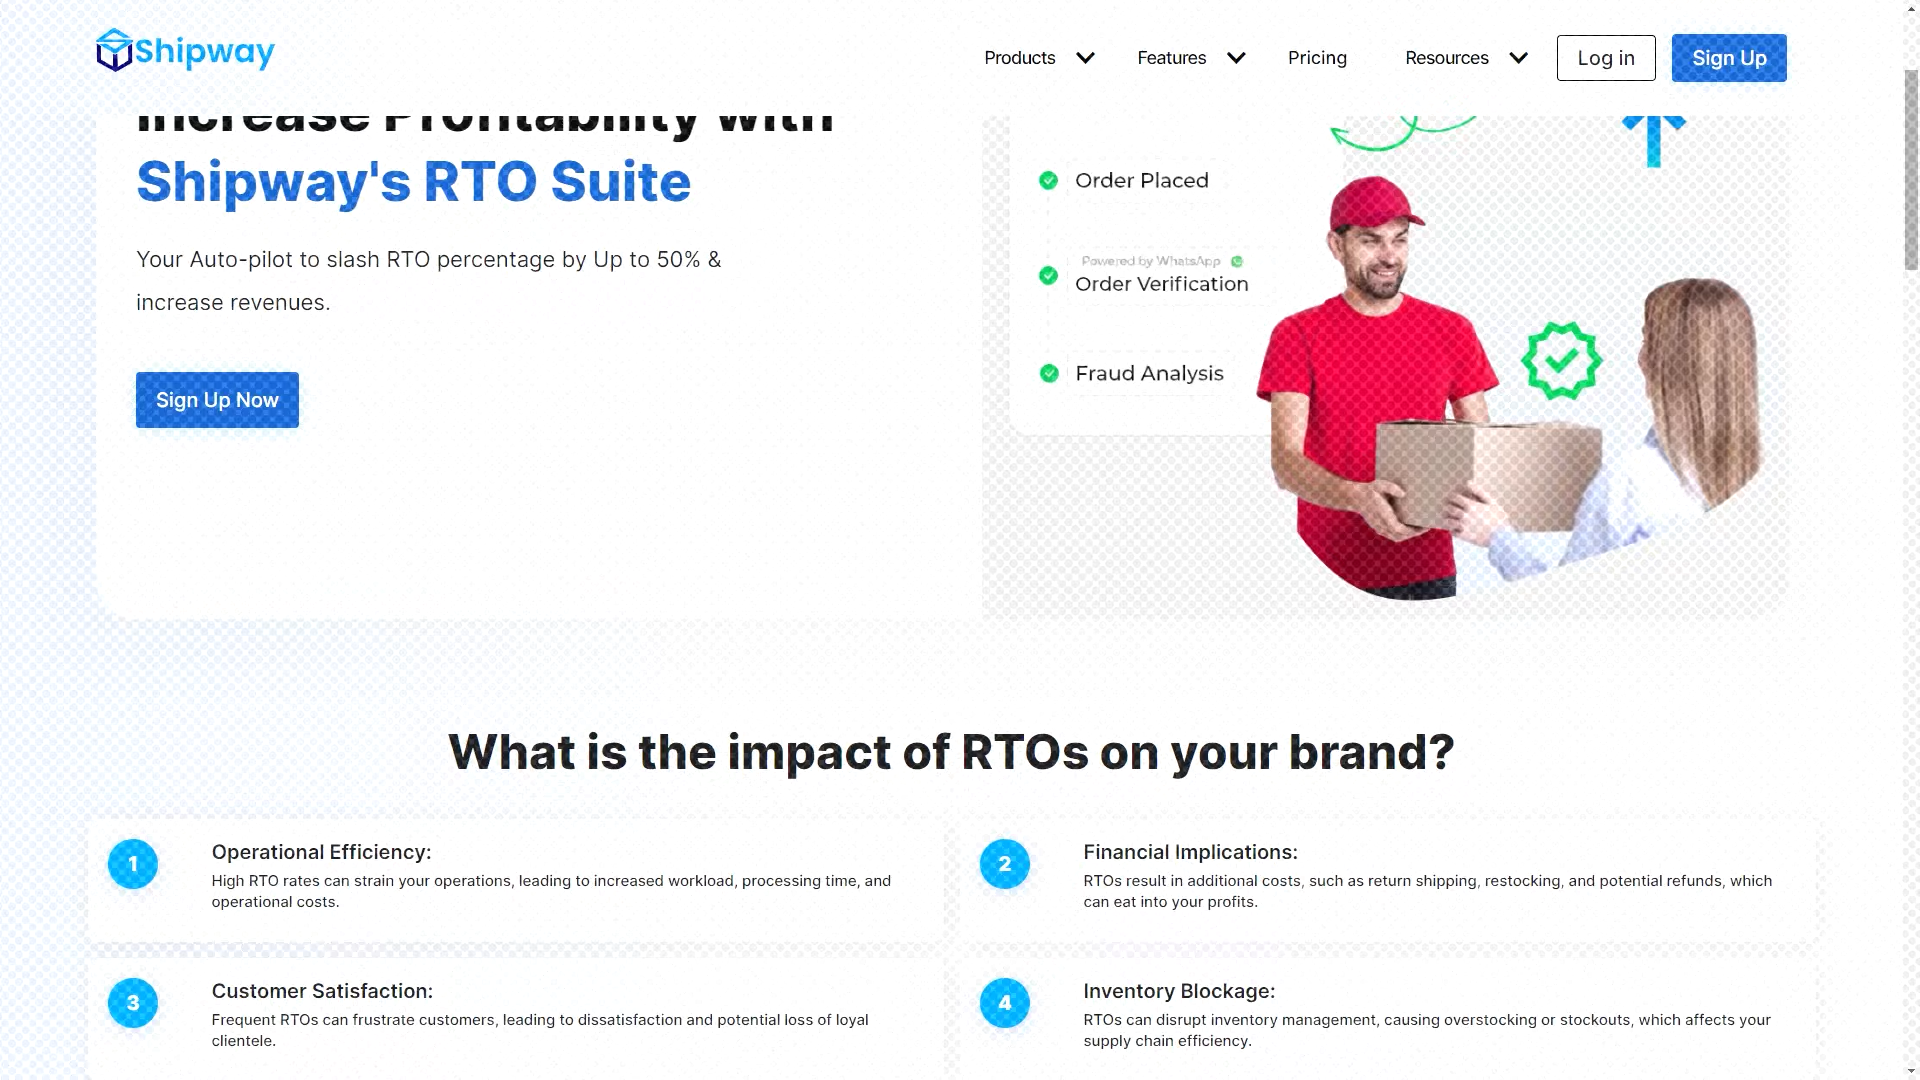 Shipway
Products
Features
Pricing
Resources
Log in
Sign Up
Increase Profitability with
Shipway's RTO Suite
Your Auto-pilot to slash RTO percentage by Up to 50% &
increase revenues.
Sign Up Now
Order Placed
Powered by WhatsApp
Order Verification
Fraud Analysis
What is the impact of RTOs on your brand?
1
Operational Efficiency:
High RTO rates can strain your operations, leading to increased workload, processing time, and
operational costs.
2
Financial Implications:
RTOs result in additional costs, such as return shipping, restocking, and potential refunds, which
can eat into your profits.
3
Customer Satisfaction:
Frequent RTOs can frustrate customers, leading to dissatisfaction and potential loss of loyal
clientele.
4
Inventory Blockage:
RTOs can disrupt inventory management, causing overstocking or stockouts, which affects your
supply chain efficiency.